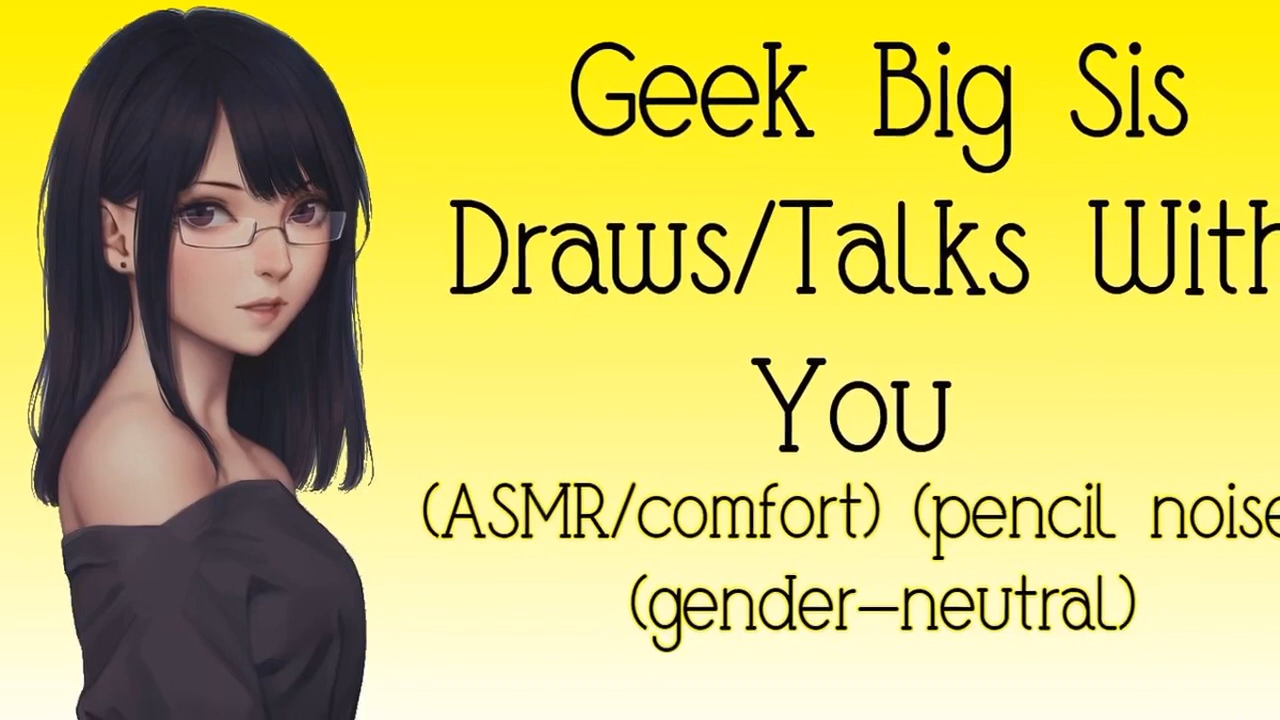 Geek Big Sis
Draws/Talks With
You
(ASMR/comfort) (pencil noise
(gender-neutral)